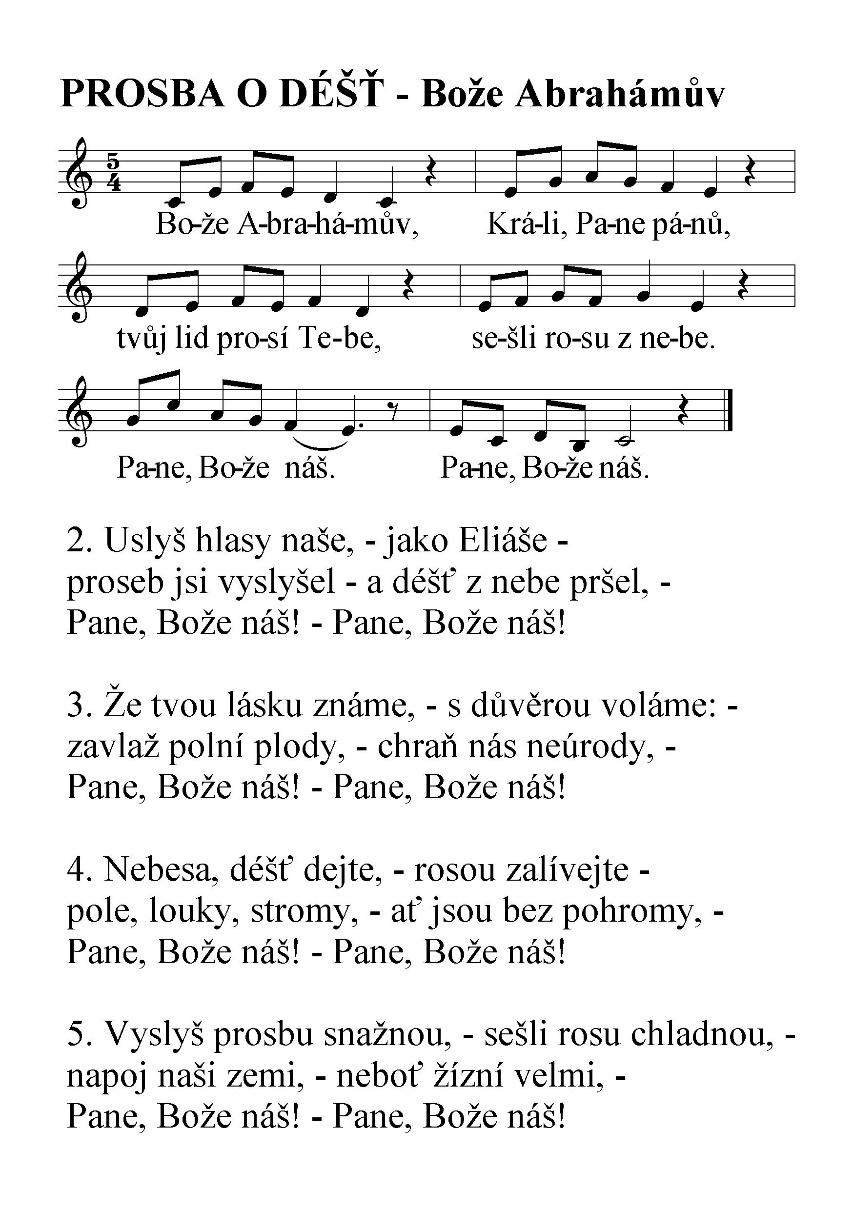 PROSBA O DÉŠŤ - Bože Abrahámův
5
4
Bo-že A-bra-há-mův, Krá-li, Pa-ne pá-nů,
tvůj lid pro-sí Te-be, se-šli ro-su z ne-be.
Pa-ne, Bo-že náš. Pa-ne, Bo-že náš.
2. Uslyš hlasy naše, - jako Eliáše -
proseb jsi vyslyšel - a déšť z nebe pršel, -
Pane, Bože náš! - Pane, Bože náš!
3. Že tvou lásku známe, - s důvěrou voláme: -
zavlaž polní plody, - chraň nás neúrody, -
Pane, Bože náš! - Pane, Bože náš!
4. Nebesa, déšť dejte, - rosou zalívejte -
pole, louky, stromy, - ať jsou bez pohromy, -
Pane, Bože náš! - Pane, Bože náš!
5. Vyslyš prosbu snažnou, - sešli rosu chladnou, -
napoj naši zemi, - neboť žízní velmi, -
Pane, Bože náš! - Pane, Bože náš!